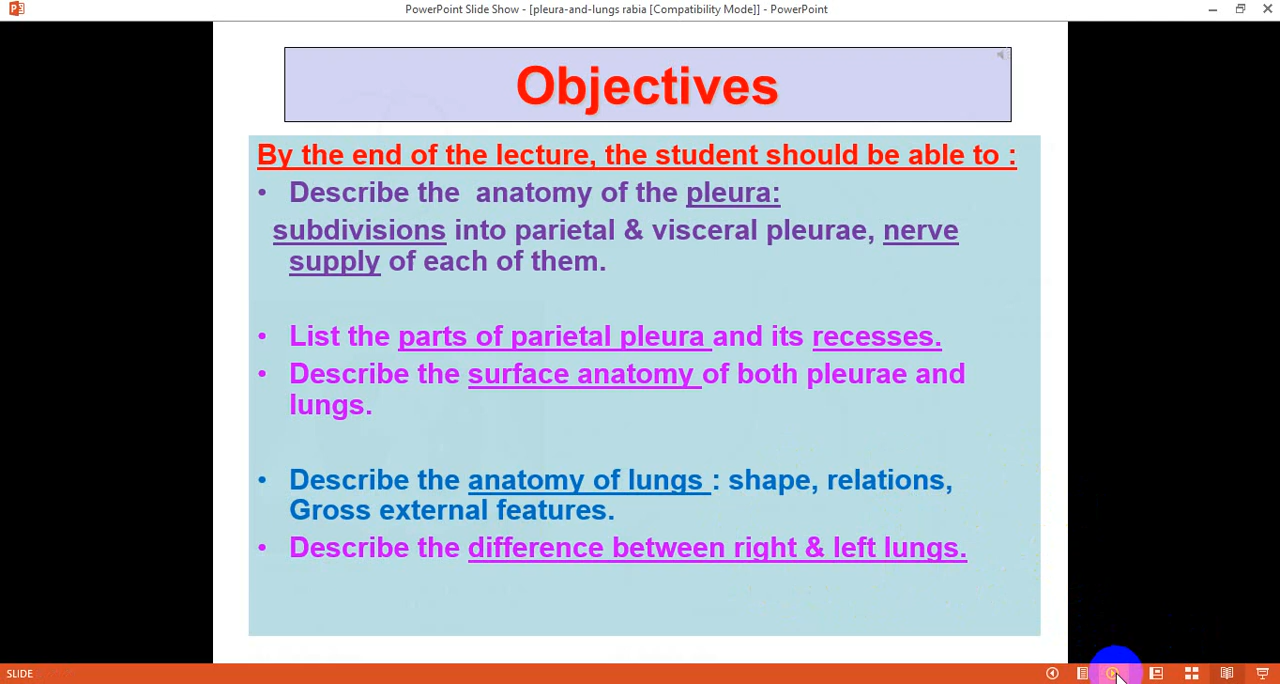 PowerPoint Slide Show - [pleura-and-lungs rabia [Compatibility Mode]] - PowerPoint
Objectives
By the end of the lecture, the student should be able to :
• Describe the anatomy of the pleura:
subdivisions into parietal & visceral pleurae, nerve
supply of each of them.
• List the parts of parietal pleura and its recesses.
• Describe the surface anatomy of both pleurae and
lungs.
• Describe the anatomy of lungs : shape, relations,
Gross external features.
• Describe the difference between right & left lungs.
SLIDE